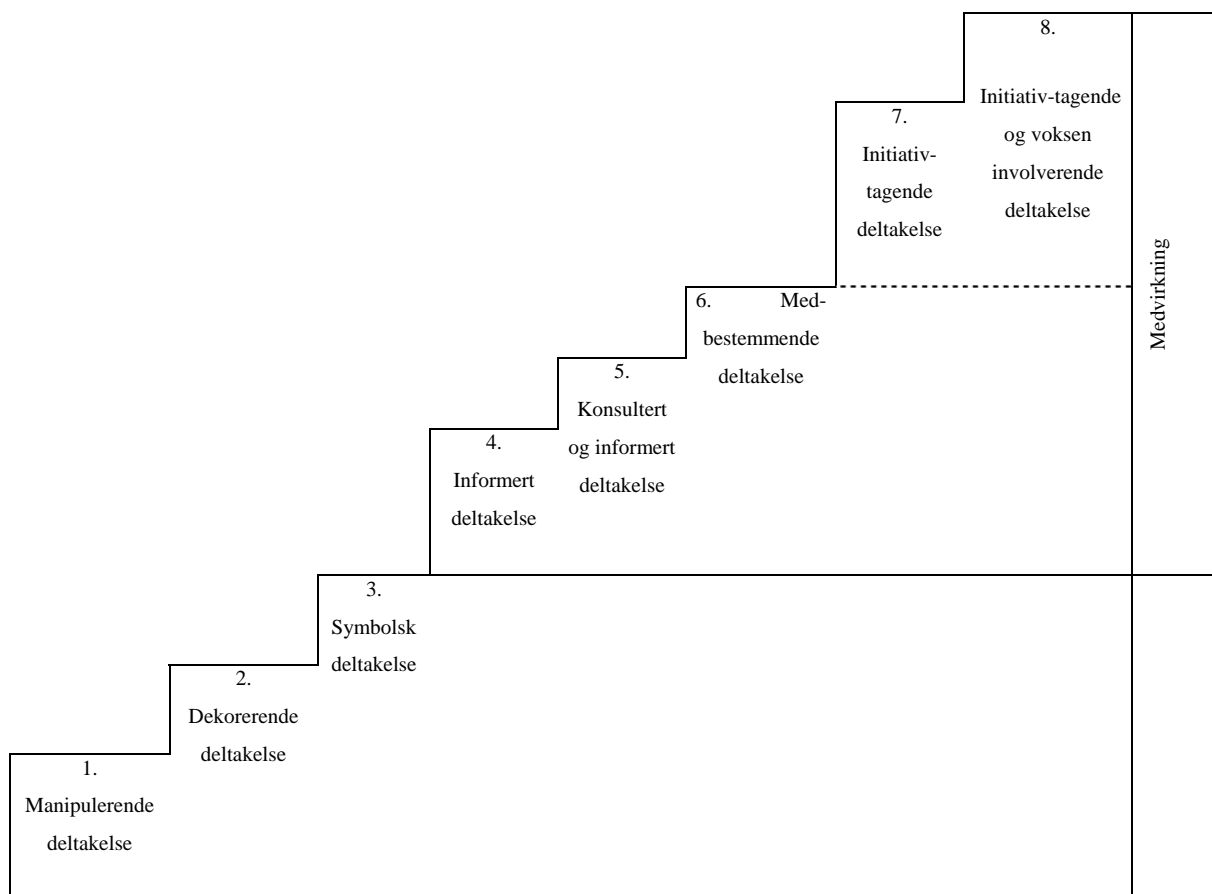 8.
Initiativ-tagende
og voksen
involverende
deltakelse
7.
Initiativ-
tagende
deltakelse
Medvirkning
6. Med-
bestemmende
deltakelse
5.
Konsultert
og informert
deltakelse
4.
Informert
deltakelse
3.
Symbolsk
deltakelse
2.
Dekorerende
deltakelse
1.
Manipulerende
deltakelse